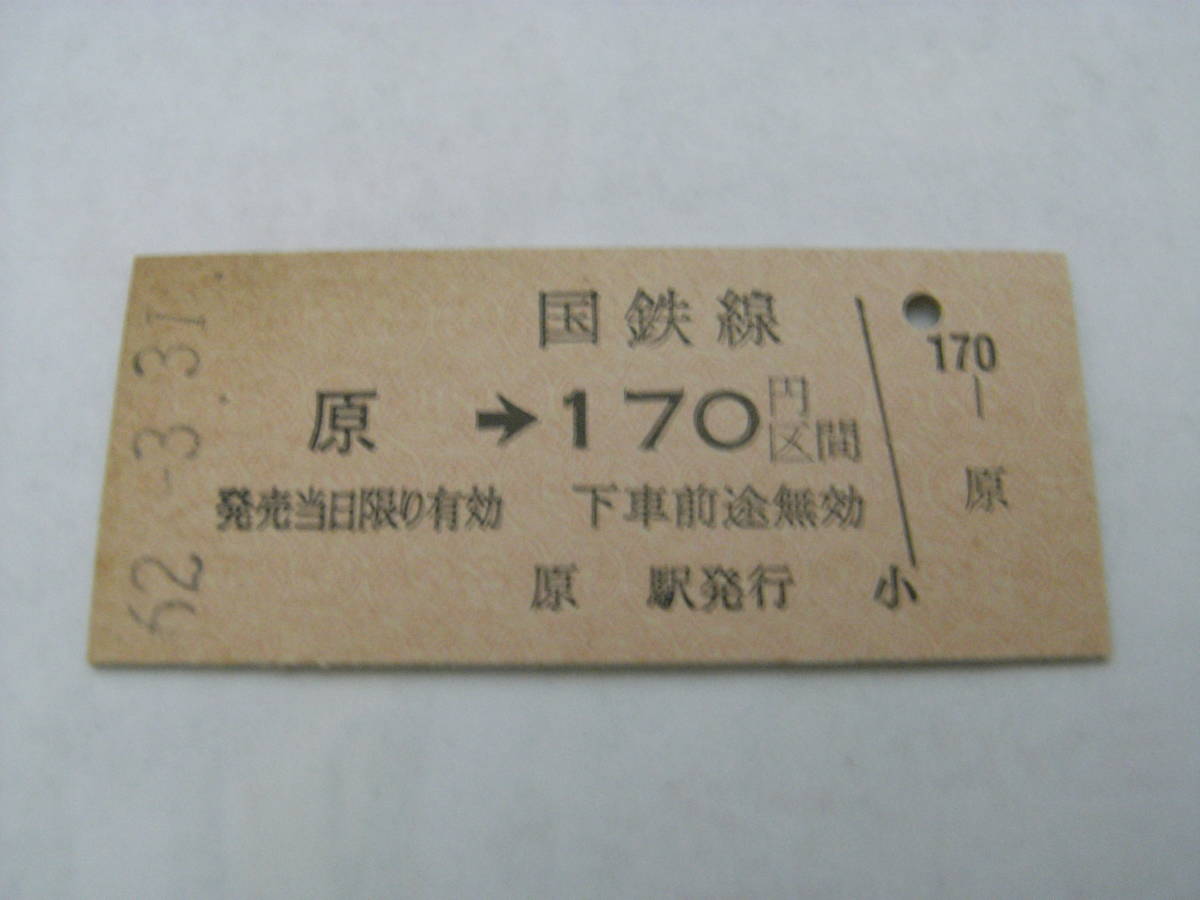 62.-3.31
国鉄線
原 ➔ 170円区間
発売当日限り有効 下車前途無効
原 駅発行 小
170
|
原